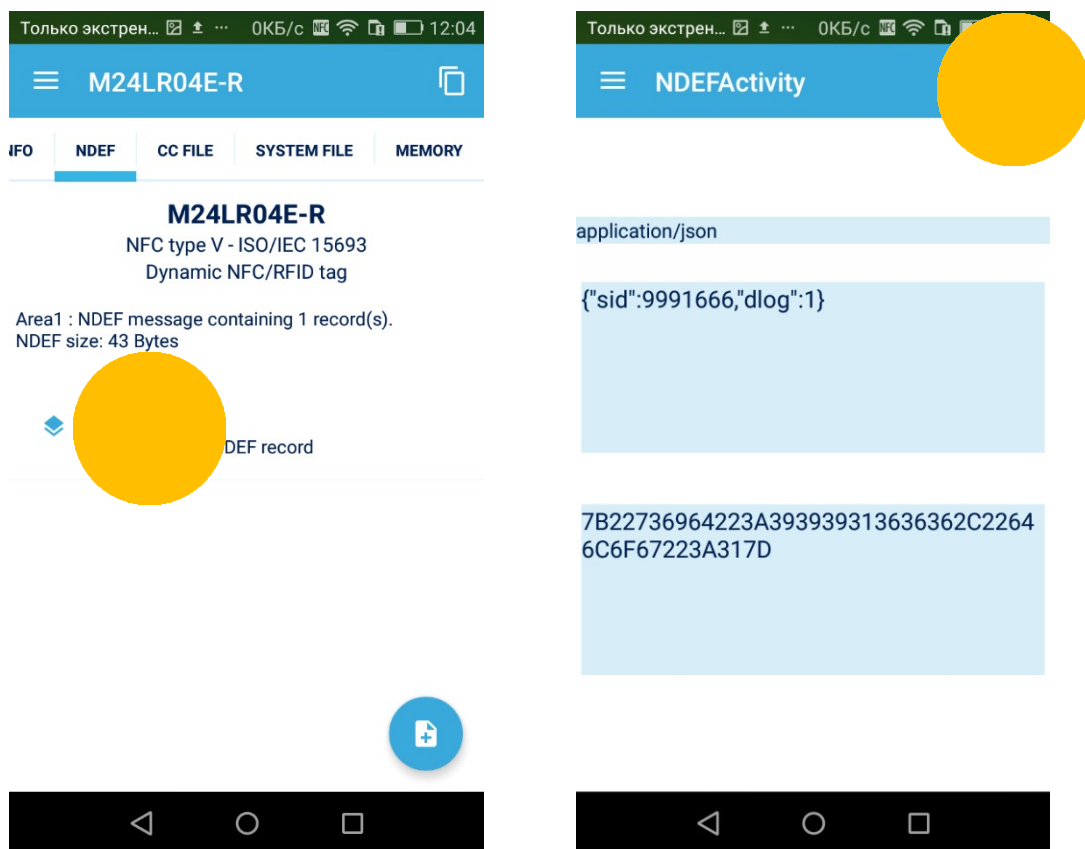 Только экстрен... ... 0КБ/с NFC 12:04
M24LR04E-R
NFO NDEF CC FILE SYSTEM FILE MEMORY
M24LR04E-R
NFC type V - ISO/IEC 15693
Dynamic NFC/RFID tag
Area1 : NDEF message containing 1 record(s).
NDEF size: 43 Bytes
DEF record
Только экстрен... ... 0КБ/с NFC
NDEFActivity
application/json
{"sid":9991666,"dlog":1}
7B22736964223A393939313636362C2264
6C6F67223A317D